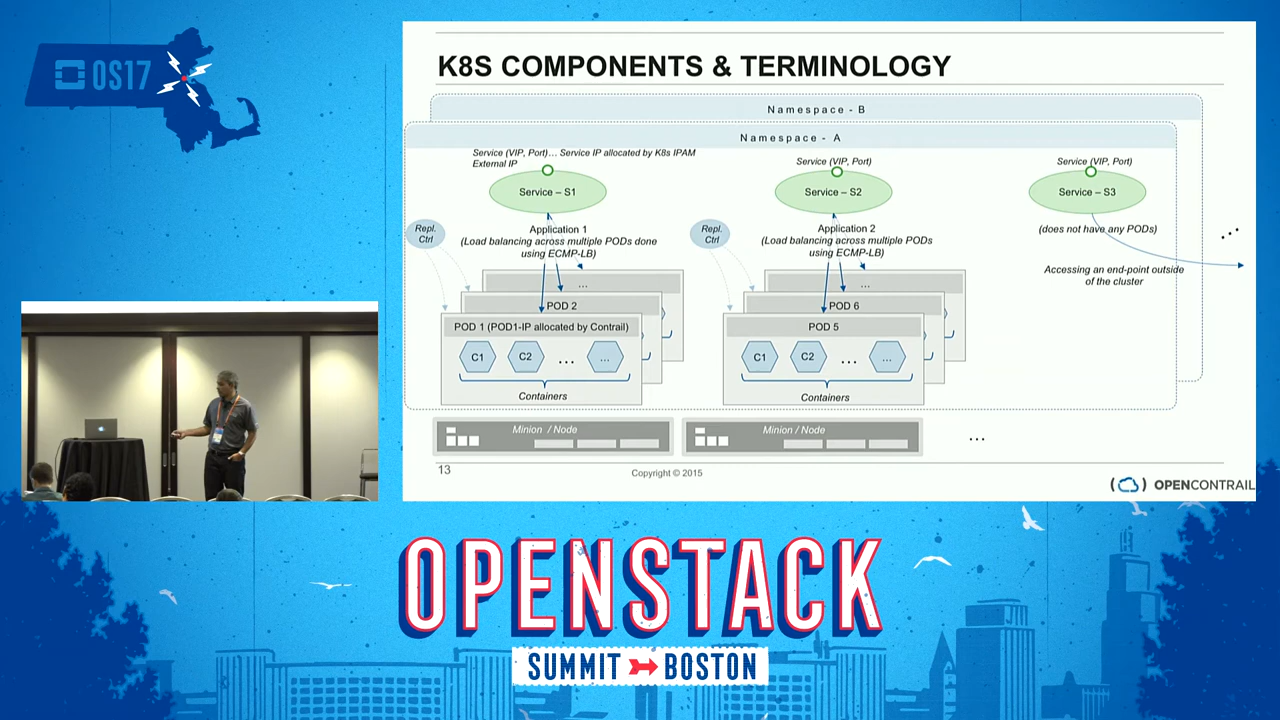 OS17
K8S COMPONENTS & TERMINOLOGY
Namespace - B
Namespace - A
Service (VIP, Port)... Service IP allocated by K8s IPAM
External IP
Service – S1
Repl.
Ctrl
Application 1
(Load balancing across multiple PODs done
using ECMP-LB)
...
POD 2
POD 1 (POD1-IP allocated by Contrail)
C1
C2
...
...
Containers
Service (VIP, Port)
Service – S2
Repl.
Ctrl
Application 2
(Load balancing across multiple PODs
using ECMP-LB)
...
POD 6
POD 5
C1
C2
...
...
Containers
Service (VIP, Port)
Service – S3
(does not have any PODs)
...
Accessing an end-point outside
of the cluster
Minion / Node
Minion / Node
...
13
Copyright © 2015
OPENCONTRAIL
OPENSTACK
SUMMIT BOSTON